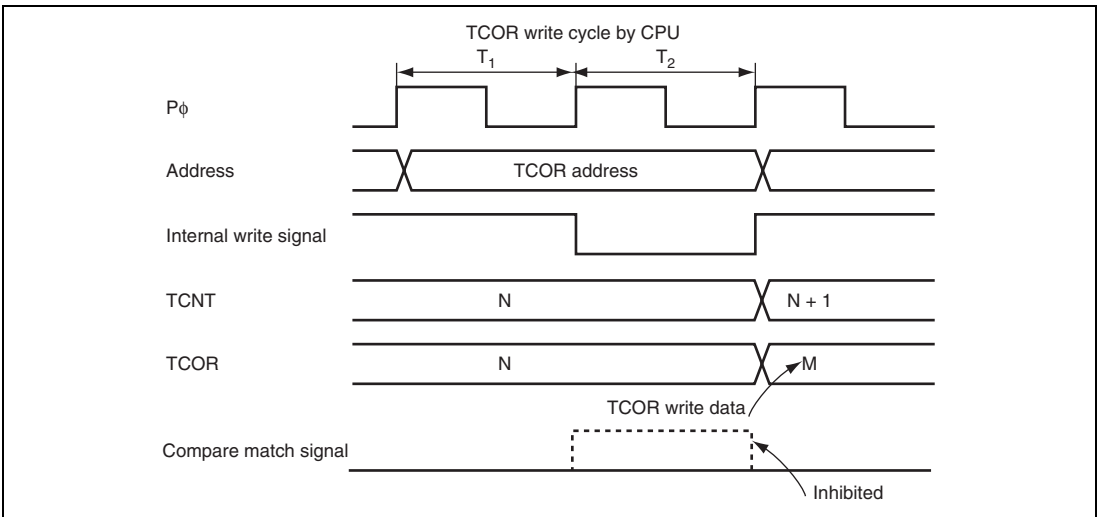 TCOR write cycle by CPU
T1 T2
Pϕ
Address TCOR address
Internal write signal
TCNT N N + 1
TCOR N M
TCOR write data
Compare match signal
Inhibited